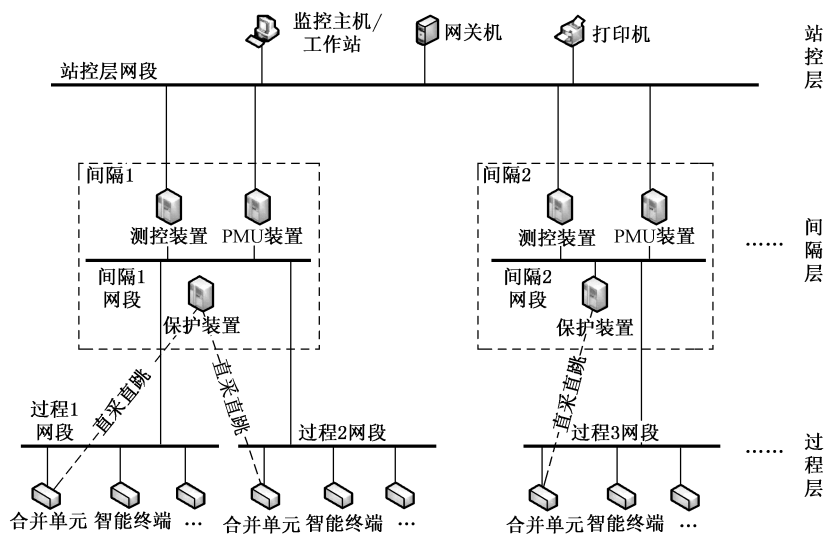 监控主机/
工作站
网关机
打印机
站控层
站控层网段
间隔1
间隔2
测控装置
PMU装置
测控装置
PMU装置
……
间隔层
间隔1
网段
间隔2
网段
保护装置
保护装置
直采直跳
直采直跳
直采直跳
过程1
网段
过程2网段
过程3网段
……
过程层
合并单元
智能终端
…
合并单元
智能终端
…
合并单元
智能终端
…